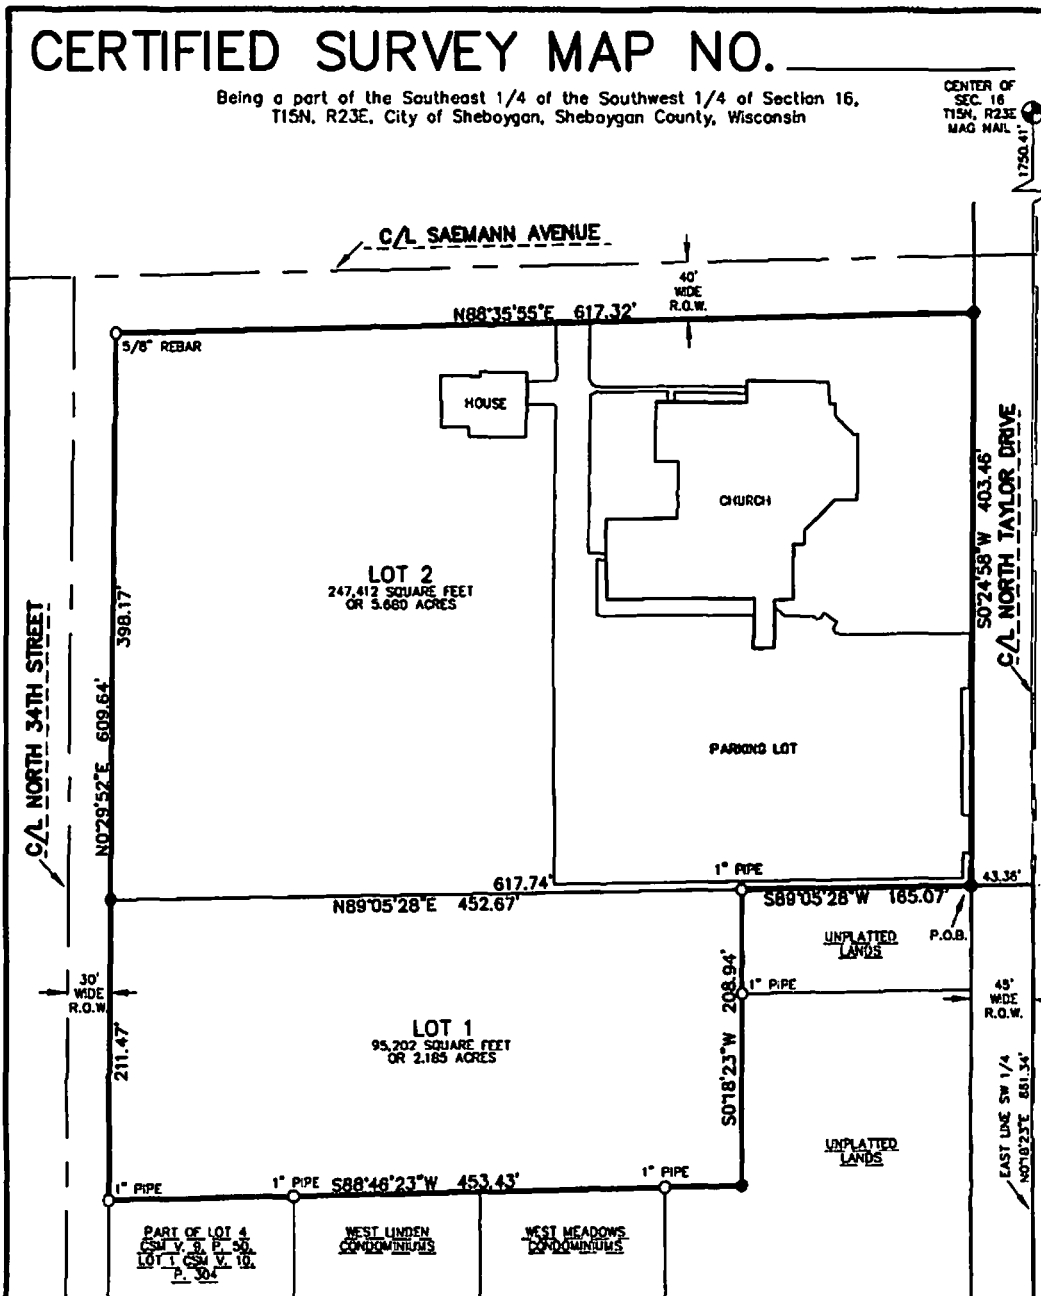 CERTIFIED SURVEY MAP NO.
Being a part of the Southeast 1/4 of the Southwest 1/4 of Section 16,
T15N, R23E, City of Sheboygan, Sheboygan County, Wisconsin
CENTER OF
SEC. 16
T15N, R23E
MAG NAIL
1750.41'
C/L SAEMANN AVENUE
40'
WIDE
R.O.W.
N88°35'55"E 617.32'
5/8" REBAR
HOUSE
CHURCH
S0°24'58"W 403.46'
C/L NORTH TAYLOR DRIVE
LOT 2
247,412 SQUARE FEET
OR 5.680 ACRES
398.17'
C/L NORTH 34TH STREET
N0°29'52"E 609.64'
PARKING LOT
1" PIPE
617.74'
N89°05'28"E 452.67'
S89°05'28"W 165.07'
43.36'
P.O.B.
UNPLATTED
LANDS
30'
WIDE
R.O.W.
1" PIPE
45'
WIDE
R.O.W.
S0°18'23"W 208.94'
LOT 1
95,202 SQUARE FEET
OR 2.185 ACRES
211.47'
EAST LINE SW 1/4
N0°18'23"E 881.34'
UNPLATTED
LANDS
1" PIPE
1" PIPE
S88°46'23"W 453.43'
1" PIPE
PART OF LOT 4
CSM V. 9, P. 50,
LOT 1 CSM V. 10,
P. 304
WEST LINDEN
CONDOMINIUMS
WEST MEADOWS
CONDOMINIUMS